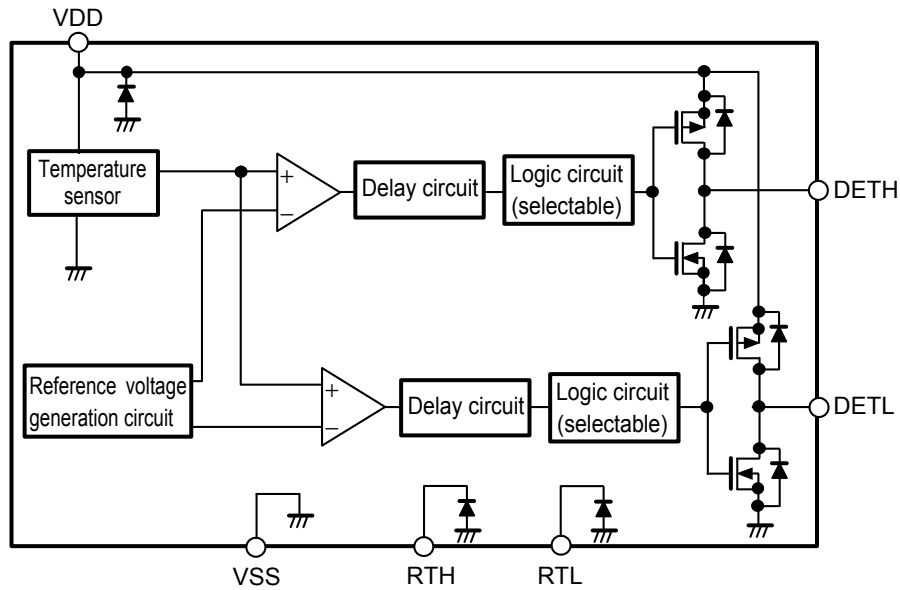 VDD
Temperature
sensor
+
−
Delay circuit
Logic circuit
(selectable)
DETH
Reference voltage
generation circuit
+
−
Delay circuit
Logic circuit
(selectable)
DETL
VSS
RTH
RTL